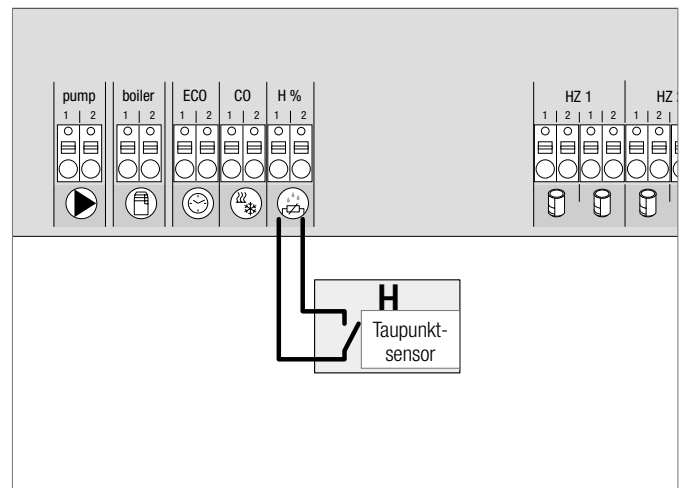 pump boiler ECO CO H % HZ 1 HZ
1 | 2 1 | 2 1 | 2 1 | 2 1 | 2 1 | 2 | 1 | 2 1 | 2 |
H
Taupunkt-
sensor